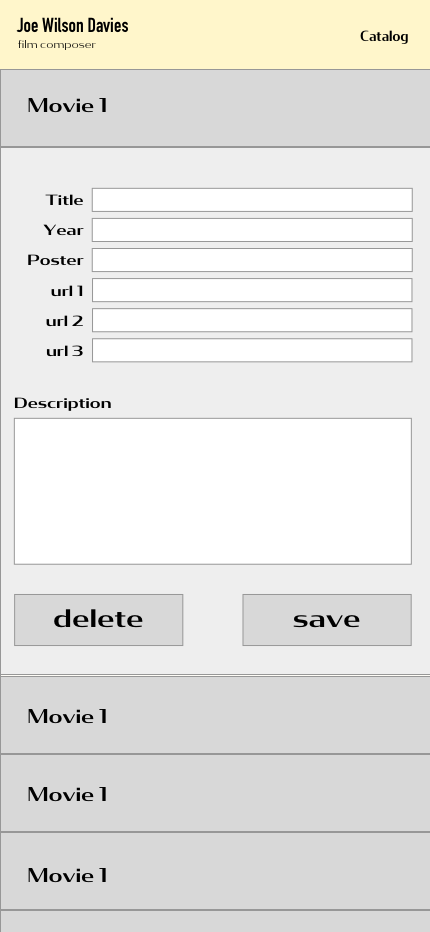 Joe Wilson Davies
film composer
Catalog
Movie 1
Title
Year
Poster
url 1
url 2
url 3
Description
delete
save
Movie 1
Movie 1
Movie 1